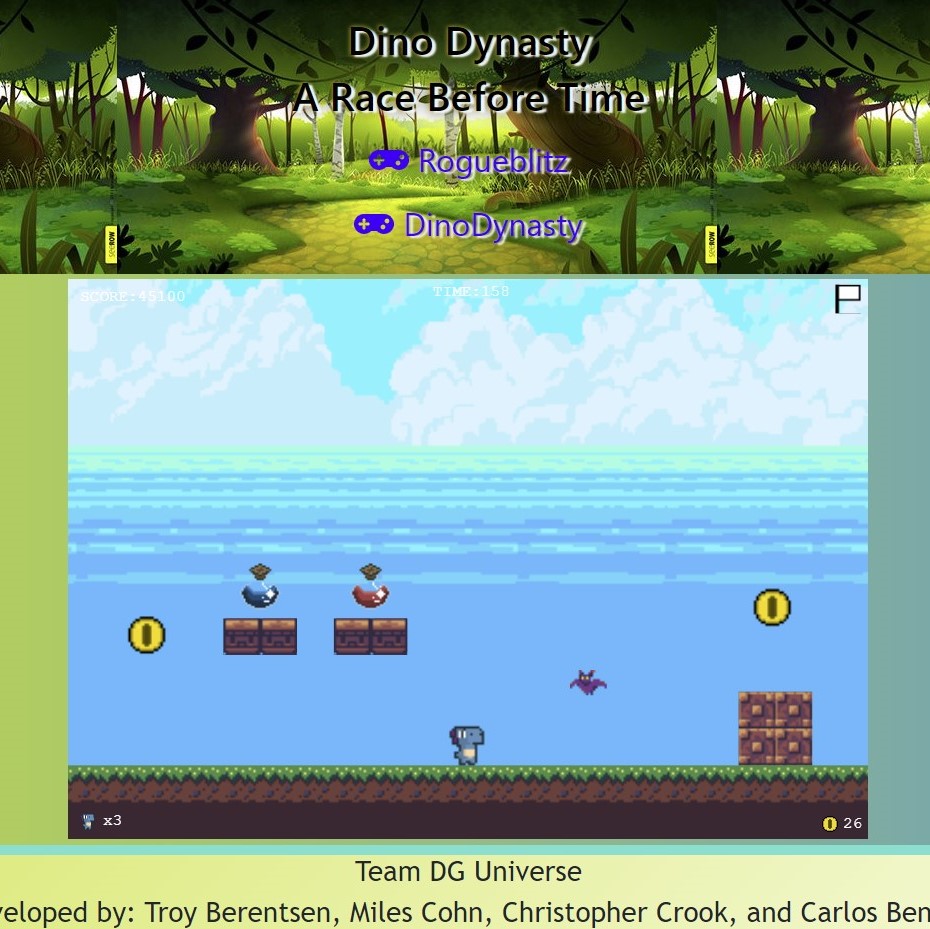 Dino Dynasty
A Race Before Time
Rogueblitz
DinoDynasty
SCORE:45100
TIME:158
x3
26
Team DG Universe
veloped by: Troy Berentsen, Miles Cohn, Christopher Crook, and Carlos Ben